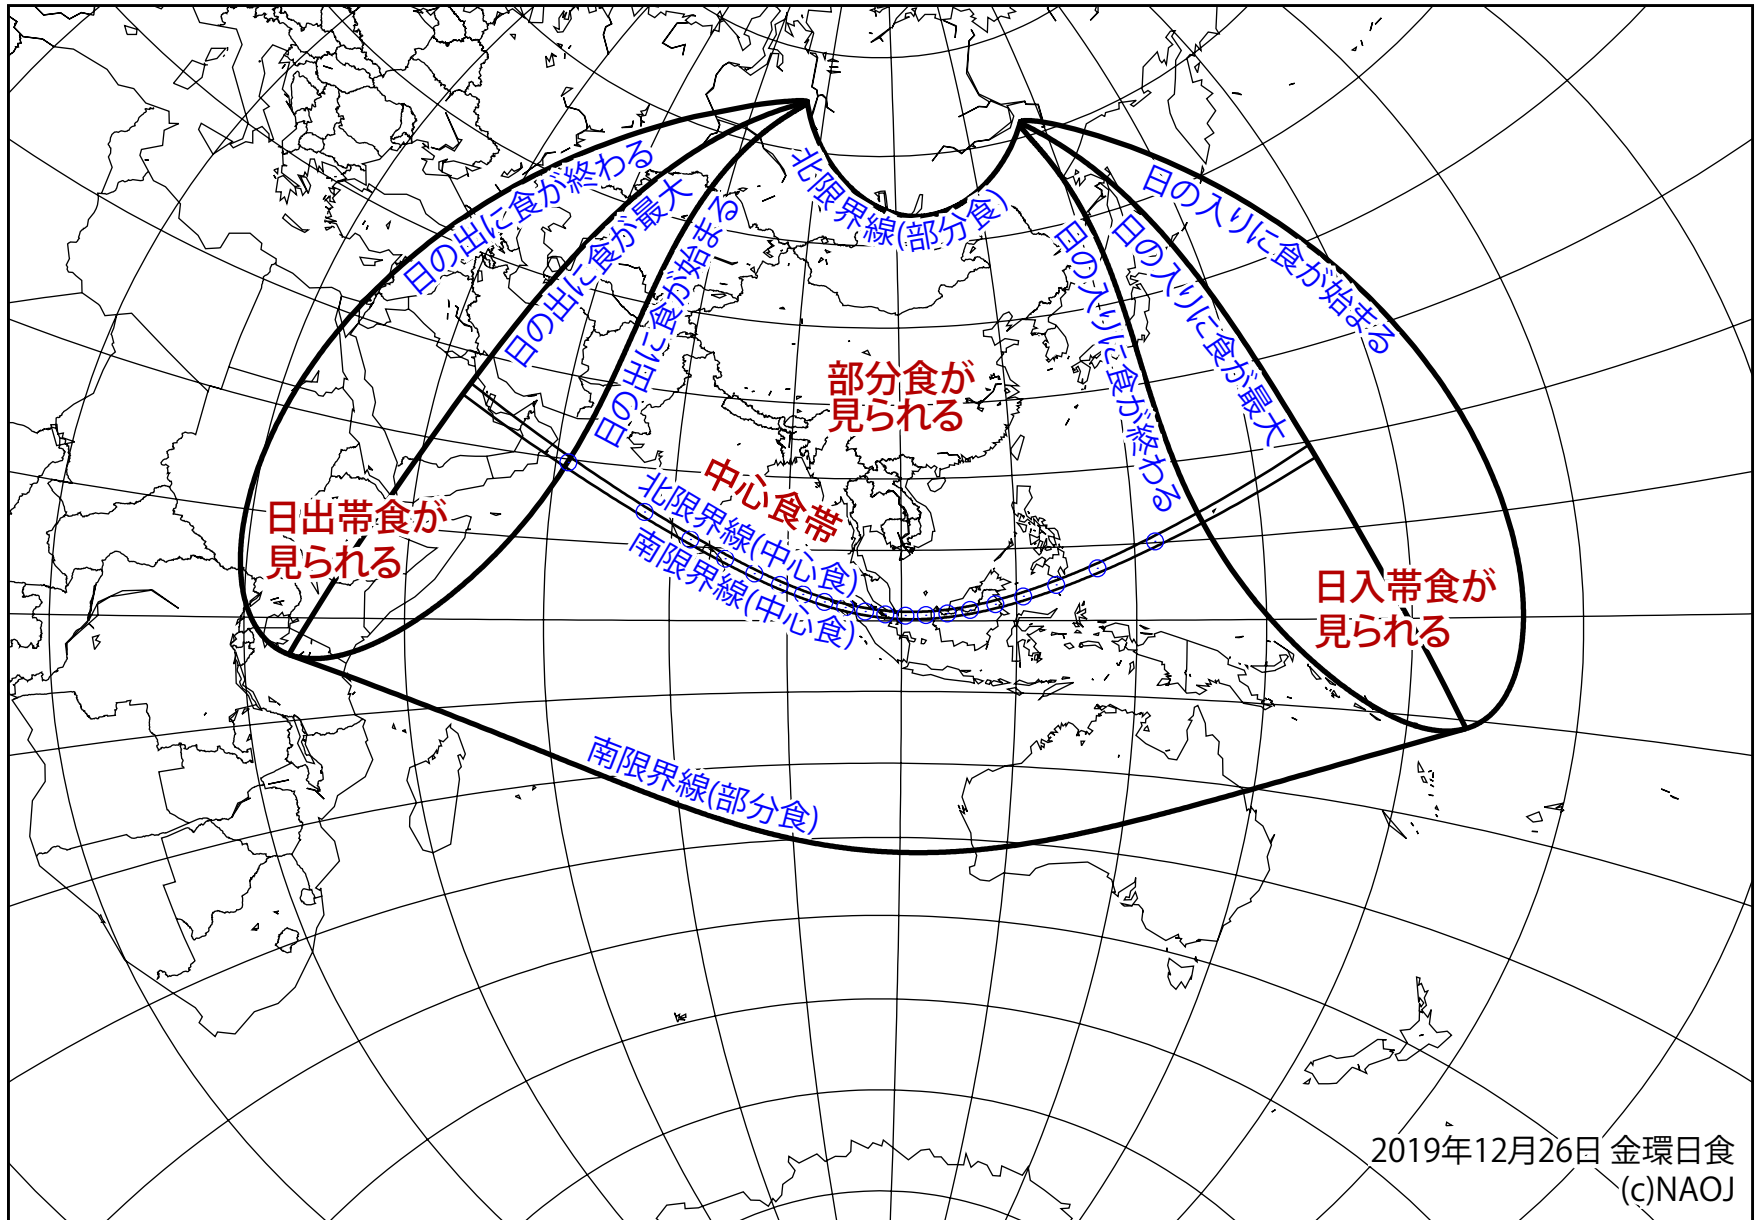 日の出に食が終わる
日の出に食が最大
日の出に食が始まる
北限界線(部分食)
日の入りに食が終わる
日の入りに食が最大
日の入りに食が始まる
部分食が
見られる
中心食帯
北限界線(中心食)
南限界線(中心食)
日出帯食が
見られる
日入帯食が
見られる
南限界線(部分食)
2019年12月26日 金環日食
(c)NAOJ